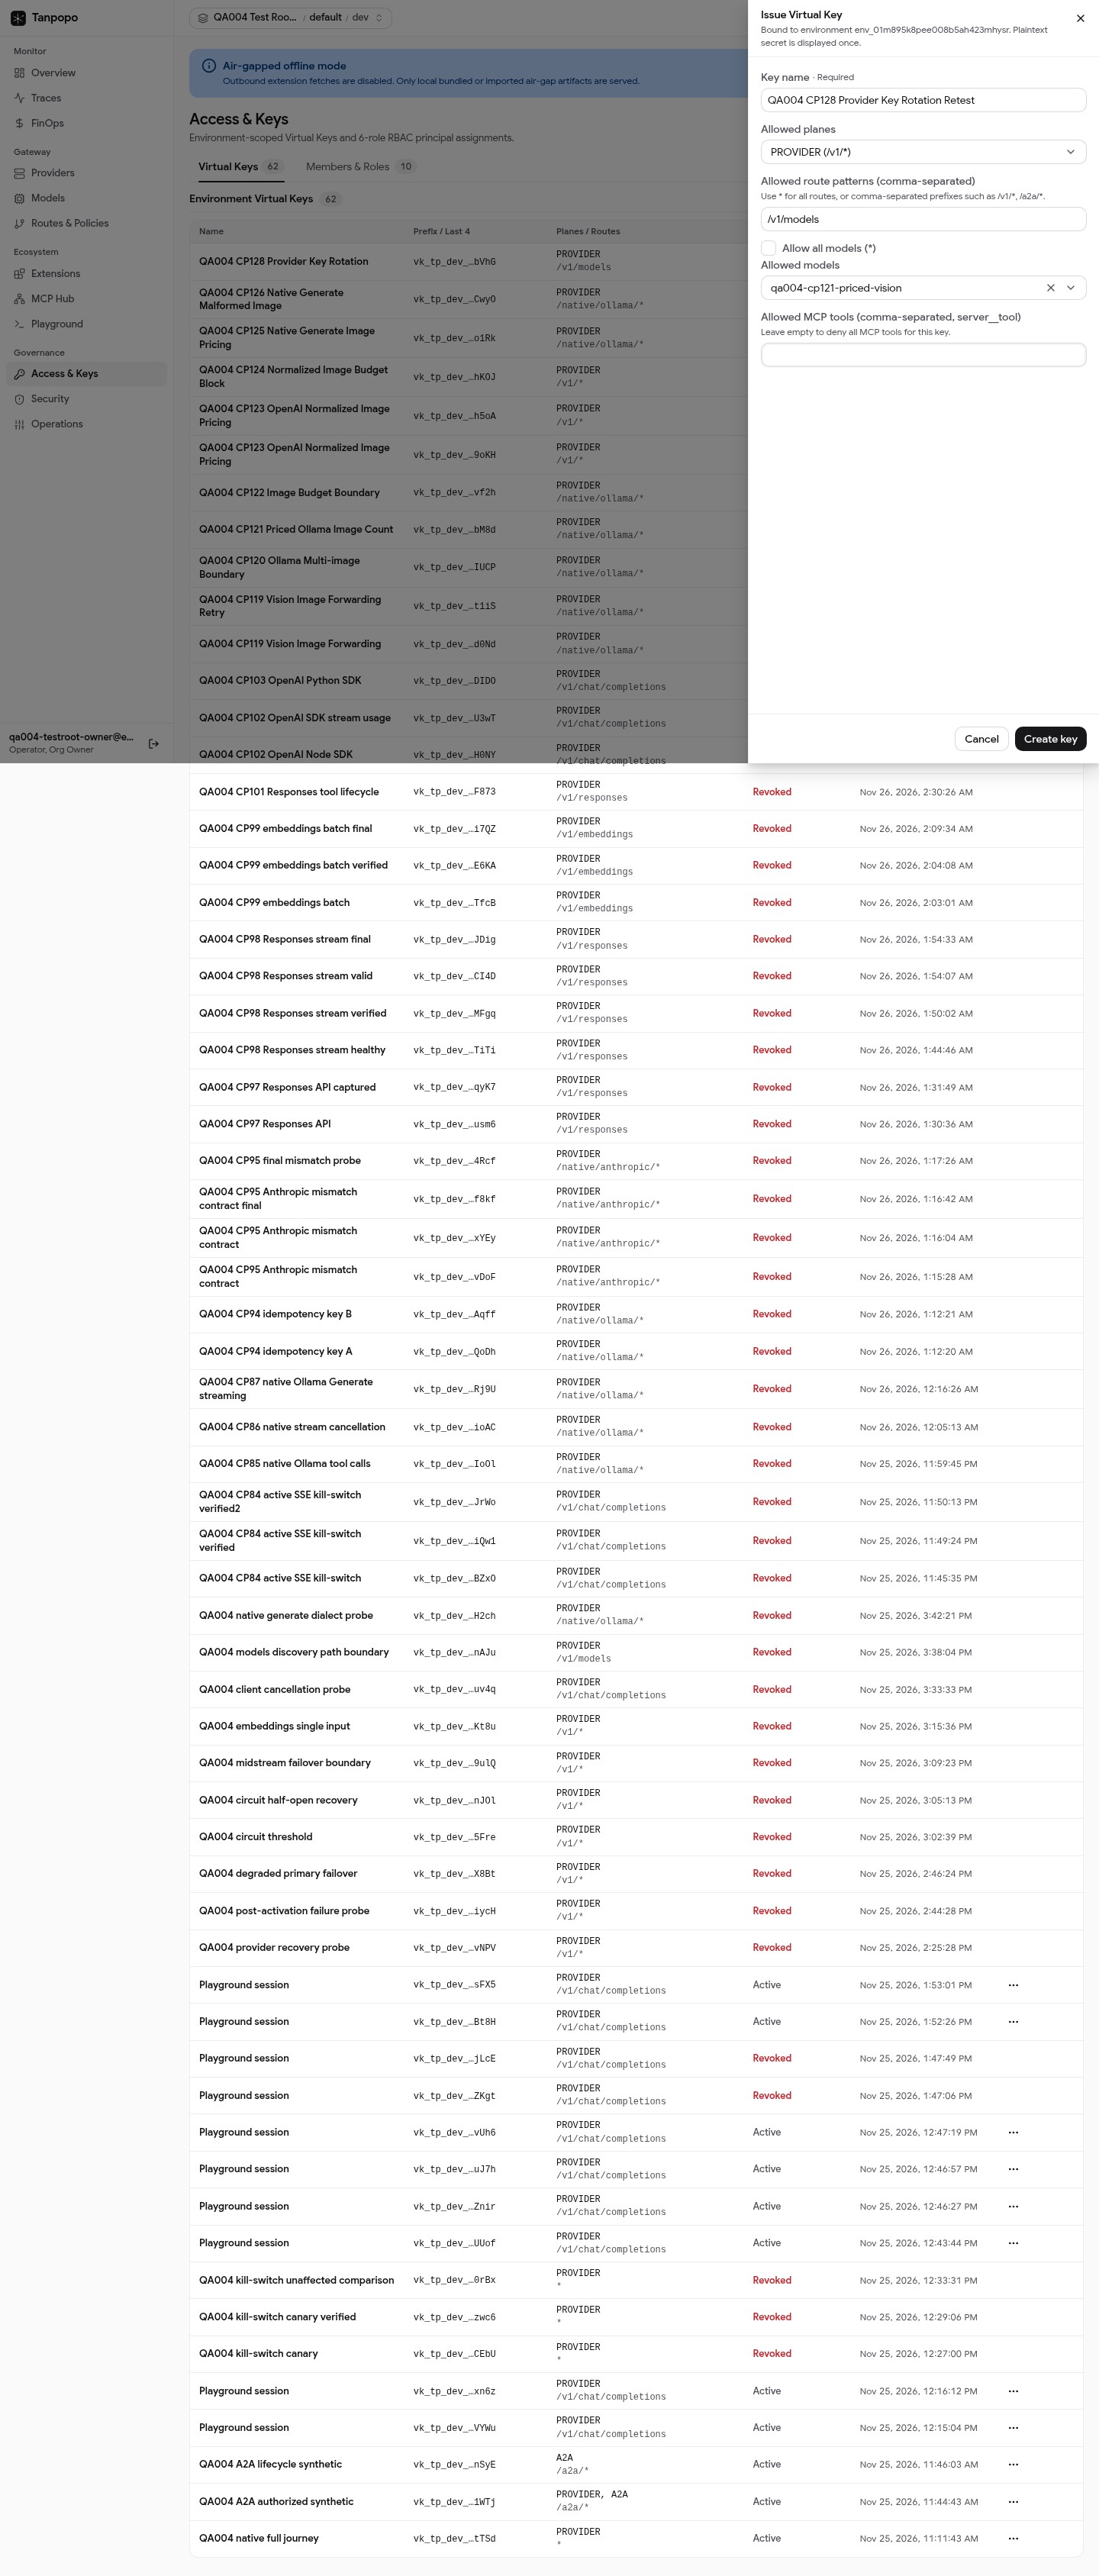 Tanpopo
Monitor
Overview
Traces
FinOps
Gateway
Providers
Models
Routes & Policies
Ecosystem
Extensions
MCP Hub
Playground
Governance
Access & Keys
Security
Operations
qa004-testroot-owner@e...
Operator, Org Owner
QA004 Test Roo... / default / dev
Air-gapped offline mode
Outbound extension fetches are disabled. Only local bundled or imported air-gap artifacts are served.
Access & Keys
Environment-scoped Virtual Keys and 6-role RBAC principal assignments.
Virtual Keys 62 Members & Roles 10
Environment Virtual Keys 62
Name Prefix / Last 4 Planes / Routes
QA004 CP128 Provider Key Rotation vk_tp_dev_…bVhG PROVIDER
/v1/models
QA004 CP126 Native Generate
Malformed Image vk_tp_dev_…CwyO PROVIDER
/native/ollama/*
QA004 CP125 Native Generate Image
Pricing vk_tp_dev_…o1Rk PROVIDER
/native/ollama/*
QA004 CP124 Normalized Image Budget
Block vk_tp_dev_…hKOJ PROVIDER
/v1/*
QA004 CP123 OpenAI Normalized Image
Pricing vk_tp_dev_…h5oA PROVIDER
/v1/*
QA004 CP123 OpenAI Normalized Image
Pricing vk_tp_dev_…9oKH PROVIDER
/v1/*
QA004 CP122 Image Budget Boundary vk_tp_dev_…vf2h PROVIDER
/native/ollama/*
QA004 CP121 Priced Ollama Image Count vk_tp_dev_…bM8d PROVIDER
/native/ollama/*
QA004 CP120 Ollama Multi-image
Boundary vk_tp_dev_…IUCP PROVIDER
/native/ollama/*
QA004 CP119 Vision Image Forwarding
Retry vk_tp_dev_…t1iS PROVIDER
/native/ollama/*
QA004 CP119 Vision Image Forwarding vk_tp_dev_…d0Nd PROVIDER
/native/ollama/*
QA004 CP103 OpenAI Python SDK vk_tp_dev_…DIDO PROVIDER
/v1/chat/completions
QA004 CP102 OpenAI SDK stream usage vk_tp_dev_…U3wT PROVIDER
/v1/chat/completions
QA004 CP102 OpenAI Node SDK vk_tp_dev_…H0NY PROVIDER
/v1/chat/completions
QA004 CP101 Responses tool lifecycle vk_tp_dev_…F873 PROVIDER
/v1/responses Revoked Nov 26, 2026, 2:30:26 AM
QA004 CP99 embeddings batch final vk_tp_dev_…i7QZ PROVIDER
/v1/embeddings Revoked Nov 26, 2026, 2:09:34 AM
QA004 CP99 embeddings batch verified vk_tp_dev_…E6KA PROVIDER
/v1/embeddings Revoked Nov 26, 2026, 2:04:08 AM
QA004 CP99 embeddings batch vk_tp_dev_…TfcB PROVIDER
/v1/embeddings Revoked Nov 26, 2026, 2:03:01 AM
QA004 CP98 Responses stream final vk_tp_dev_…JDig PROVIDER
/v1/responses Revoked Nov 26, 2026, 1:54:33 AM
QA004 CP98 Responses stream valid vk_tp_dev_…CI4D PROVIDER
/v1/responses Revoked Nov 26, 2026, 1:54:07 AM
QA004 CP98 Responses stream verified vk_tp_dev_…MFgq PROVIDER
/v1/responses Revoked Nov 26, 2026, 1:50:02 AM
QA004 CP98 Responses stream healthy vk_tp_dev_…TiTi PROVIDER
/v1/responses Revoked Nov 26, 2026, 1:44:46 AM
QA004 CP97 Responses API captured vk_tp_dev_…qyK7 PROVIDER
/v1/responses Revoked Nov 26, 2026, 1:31:49 AM
QA004 CP97 Responses API vk_tp_dev_…usm6 PROVIDER
/v1/responses Revoked Nov 26, 2026, 1:30:36 AM
QA004 CP95 final mismatch probe vk_tp_dev_…4Rcf PROVIDER
/native/anthropic/* Revoked Nov 26, 2026, 1:17:26 AM
QA004 CP95 Anthropic mismatch
contract final vk_tp_dev_…f8kf PROVIDER
/native/anthropic/* Revoked Nov 26, 2026, 1:16:42 AM
QA004 CP95 Anthropic mismatch
contract vk_tp_dev_…xYEy PROVIDER
/native/anthropic/* Revoked Nov 26, 2026, 1:16:04 AM
QA004 CP95 Anthropic mismatch
contract vk_tp_dev_…vDoF PROVIDER
/native/anthropic/* Revoked Nov 26, 2026, 1:15:28 AM
QA004 CP94 idempotency key B vk_tp_dev_…Aqff PROVIDER
/native/ollama/* Revoked Nov 26, 2026, 1:12:21 AM
QA004 CP94 idempotency key A vk_tp_dev_…QoDh PROVIDER
/native/ollama/* Revoked Nov 26, 2026, 1:12:20 AM
QA004 CP87 native Ollama Generate
streaming vk_tp_dev_…Rj9U PROVIDER
/native/ollama/* Revoked Nov 26, 2026, 12:16:26 AM
QA004 CP86 native stream cancellation vk_tp_dev_…ioAC PROVIDER
/native/ollama/* Revoked Nov 26, 2026, 12:05:13 AM
QA004 CP85 native Ollama tool calls vk_tp_dev_…IoOl PROVIDER
/native/ollama/* Revoked Nov 25, 2026, 11:59:45 PM
QA004 CP84 active SSE kill-switch
verified2 vk_tp_dev_…JrWo PROVIDER
/v1/chat/completions Revoked Nov 25, 2026, 11:50:13 PM
QA004 CP84 active SSE kill-switch
verified vk_tp_dev_…iQw1 PROVIDER
/v1/chat/completions Revoked Nov 25, 2026, 11:49:24 PM
QA004 CP84 active SSE kill-switch vk_tp_dev_…BZxO PROVIDER
/v1/chat/completions Revoked Nov 25, 2026, 11:45:35 PM
QA004 native generate dialect probe vk_tp_dev_…H2ch PROVIDER
/native/ollama/* Revoked Nov 25, 2026, 3:42:21 PM
QA004 models discovery path boundary vk_tp_dev_…nAJu PROVIDER
/v1/models Revoked Nov 25, 2026, 3:38:04 PM
QA004 client cancellation probe vk_tp_dev_…uv4q PROVIDER
/v1/chat/completions Revoked Nov 25, 2026, 3:33:33 PM
QA004 embeddings single input vk_tp_dev_…Kt8u PROVIDER
/v1/* Revoked Nov 25, 2026, 3:15:36 PM
QA004 midstream failover boundary vk_tp_dev_…9ulQ PROVIDER
/v1/* Revoked Nov 25, 2026, 3:09:23 PM
QA004 circuit half-open recovery vk_tp_dev_…nJOl PROVIDER
/v1/* Revoked Nov 25, 2026, 3:05:13 PM
QA004 circuit threshold vk_tp_dev_…5Fre PROVIDER
/v1/* Revoked Nov 25, 2026, 3:02:39 PM
QA004 degraded primary failover vk_tp_dev_…X8Bt PROVIDER
/v1/* Revoked Nov 25, 2026, 2:46:24 PM
QA004 post-activation failure probe vk_tp_dev_…iycH PROVIDER
/v1/* Revoked Nov 25, 2026, 2:44:28 PM
QA004 provider recovery probe vk_tp_dev_…vNPV PROVIDER
/v1/* Revoked Nov 25, 2026, 2:25:28 PM
Playground session vk_tp_dev_…sFX5 PROVIDER
/v1/chat/completions Active Nov 25, 2026, 1:53:01 PM
Playground session vk_tp_dev_…Bt8H PROVIDER
/v1/chat/completions Active Nov 25, 2026, 1:52:26 PM
Playground session vk_tp_dev_…jLcE PROVIDER
/v1/chat/completions Revoked Nov 25, 2026, 1:47:49 PM
Playground session vk_tp_dev_…ZKgt PROVIDER
/v1/chat/completions Revoked Nov 25, 2026, 1:47:06 PM
Playground session vk_tp_dev_…vUh6 PROVIDER
/v1/chat/completions Active Nov 25, 2026, 12:47:19 PM
Playground session vk_tp_dev_…uJ7h PROVIDER
/v1/chat/completions Active Nov 25, 2026, 12:46:57 PM
Playground session vk_tp_dev_…Znir PROVIDER
/v1/chat/completions Active Nov 25, 2026, 12:46:27 PM
Playground session vk_tp_dev_…UUof PROVIDER
/v1/chat/completions Active Nov 25, 2026, 12:43:44 PM
QA004 kill-switch unaffected comparison vk_tp_dev_…0rBx PROVIDER
* Revoked Nov 25, 2026, 12:33:31 PM
QA004 kill-switch canary verified vk_tp_dev_…zwc6 PROVIDER
* Revoked Nov 25, 2026, 12:29:06 PM
QA004 kill-switch canary vk_tp_dev_…CEbU PROVIDER
* Revoked Nov 25, 2026, 12:27:00 PM
Playground session vk_tp_dev_…xn6z PROVIDER
/v1/chat/completions Active Nov 25, 2026, 12:16:12 PM
Playground session vk_tp_dev_…VYWu PROVIDER
/v1/chat/completions Active Nov 25, 2026, 12:15:04 PM
QA004 A2A lifecycle synthetic vk_tp_dev_…nSyE A2A
/a2a/* Active Nov 25, 2026, 11:46:03 AM
QA004 A2A authorized synthetic vk_tp_dev_…1WTj PROVIDER, A2A
/a2a/* Active Nov 25, 2026, 11:44:43 AM
QA004 native full journey vk_tp_dev_…tTSd PROVIDER
* Active Nov 25, 2026, 11:11:43 AM
Issue Virtual Key
Bound to environment env_01m895k8pee008b5ah423mhysr. Plaintext
secret is displayed once.
Key name · Required
QA004 CP128 Provider Key Rotation Retest
Allowed planes
PROVIDER (/v1/*)
Allowed route patterns (comma-separated)
Use * for all routes, or comma-separated prefixes such as /v1/*, /a2a/*.
/v1/models
Allow all models (*)
Allowed models
qa004-cp121-priced-vision
Allowed MCP tools (comma-separated, server__tool)
Leave empty to deny all MCP tools for this key.
Cancel Create key